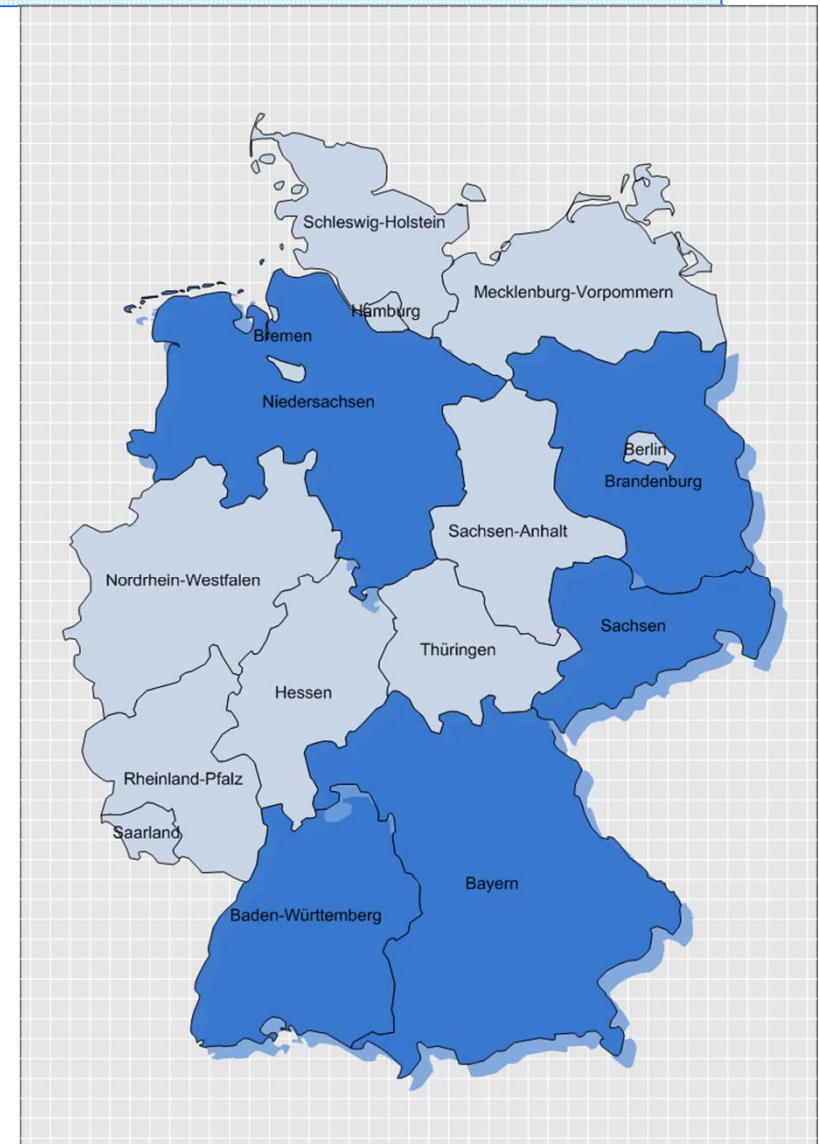 Schleswig-Holstein
Mecklenburg-Vorpommern
Hamburg
Bremen
Niedersachsen
Berlin
Brandenburg
Sachsen-Anhalt
Nordrhein-Westfalen
Sachsen
Thüringen
Hessen
Rheinland-Pfalz
Saarland
Bayern
Baden-Württemberg